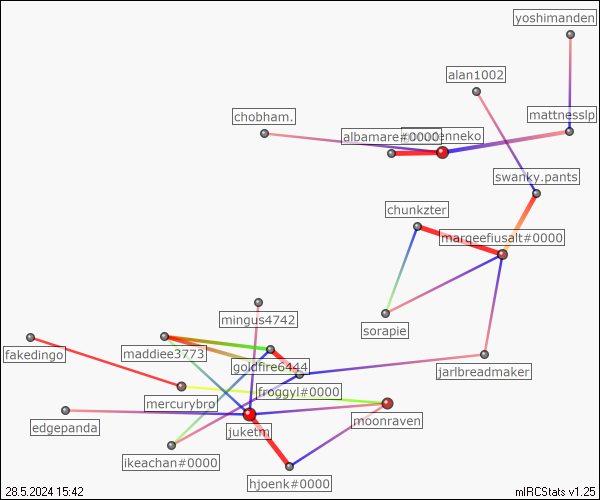 yoshimanden
alan1002
chobham.
mattnesslp
albamare#0000
enneko
swanky.pants
chunkzter
marqeefiusalt#0000
sorapie
mingus4742
fakedingo
maddiee3773
goldfire6444
jarlbreadmaker
froggyl#0000
mercurybro
moonraven
edgepanda
juketm
ikeachan#0000
hjoenk#0000
28.5.2024 15:42
mIRCStats v1.25